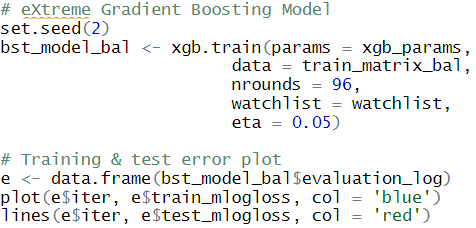 # eXtreme Gradient Boosting Model
set.seed(2)
bst_model_bal <- xgb.train(params = xgb_params,
data = train_matrix_bal,
nrounds = 96,
watchlist = watchlist,
eta = 0.05)
# Training & test error plot
e <- data.frame(bst_model_bal$evaluation_log)
plot(e$iter, e$train_mlogloss, col = 'blue')
lines(e$iter, e$test_mlogloss, col = 'red')